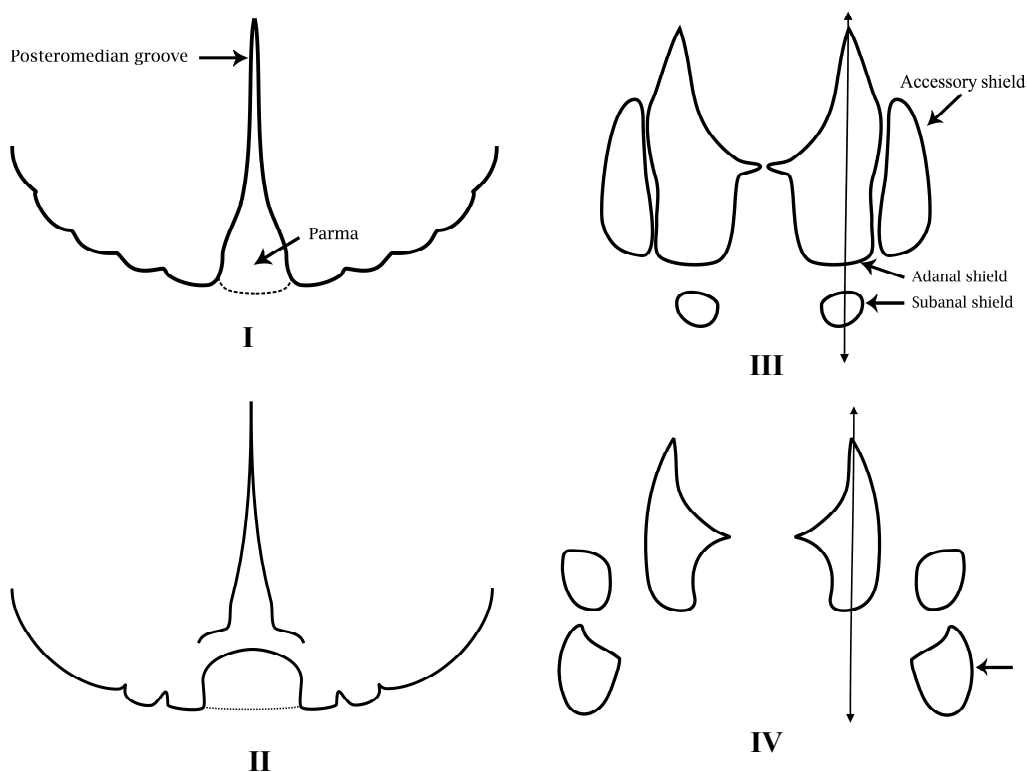 Posteromedian groove
Parma
I
Accessory shield
Adanal shield
Subanal shield
III
II
IV